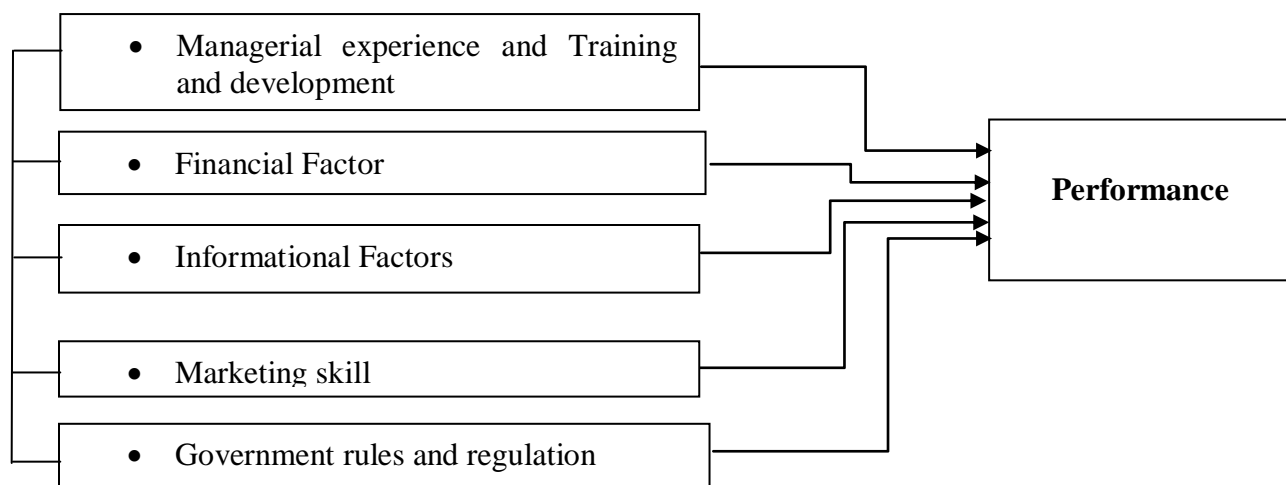 • Managerial experience and Training
and development
• Financial Factor
Performance
• Informational Factors
• Marketing skill
• Government rules and regulation